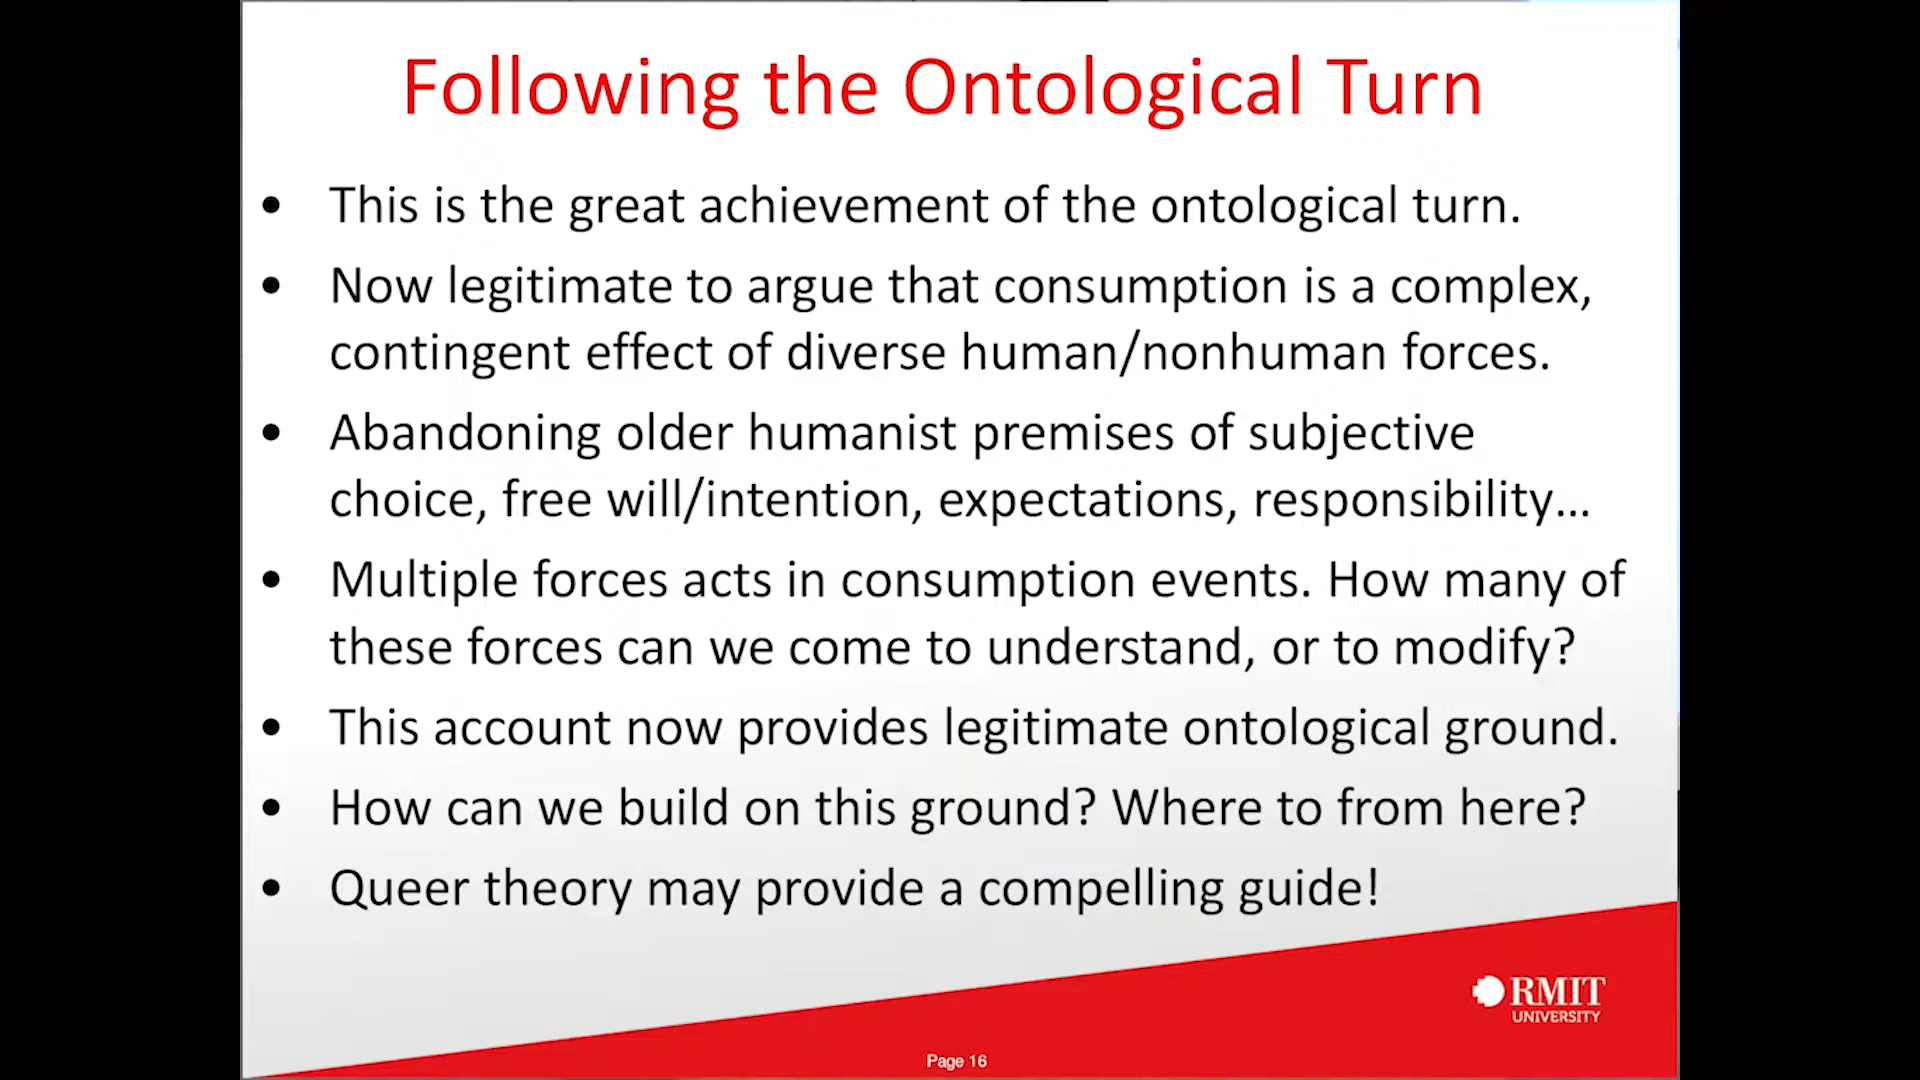 Following the Ontological Turn
• This is the great achievement of the ontological turn.
• Now legitimate to argue that consumption is a complex,
contingent effect of diverse human/nonhuman forces.
• Abandoning older humanist premises of subjective
choice, free will/intention, expectations, responsibility…
• Multiple forces acts in consumption events. How many of
these forces can we come to understand, or to modify?
• This account now provides legitimate ontological ground.
• How can we build on this ground? Where to from here?
• Queer theory may provide a compelling guide!
RMIT
UNIVERSITY
Page 16